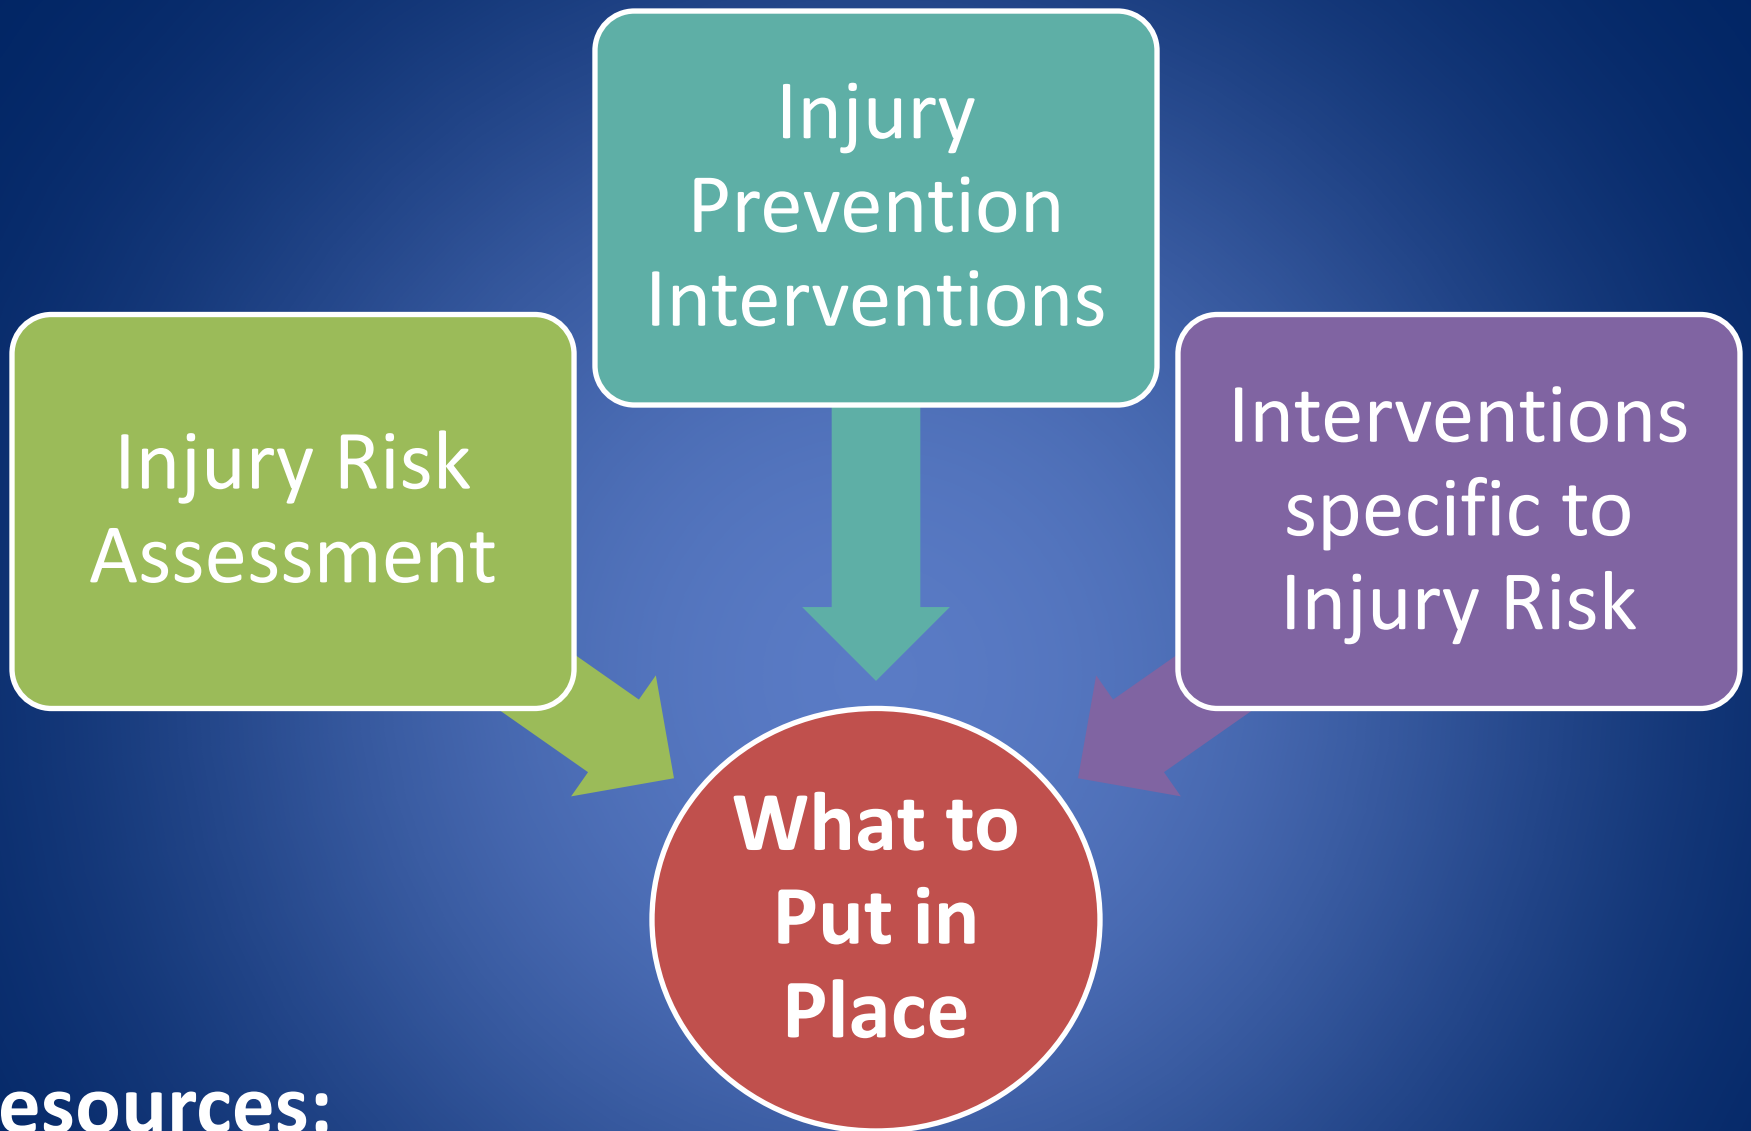 Injury
Prevention
Interventions
Injury Risk
Assessment
Interventions
specific to
Injury Risk
What to
Put in
Place
esources: